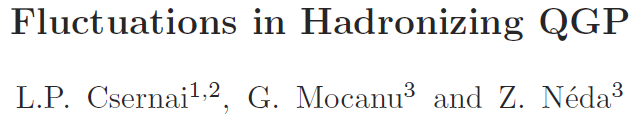 Fluctuations in Hadronizing QGP
L.P. Csernai¹,², G. Mocanu³ and Z. Néda³